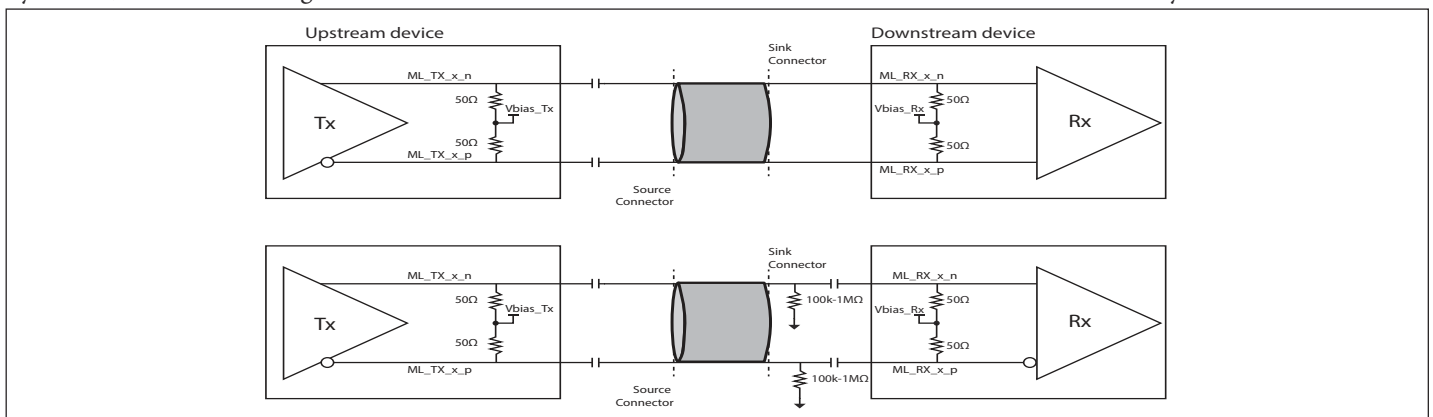 Upstream device
Downstream device
Sink
Connector
ML_TX_x_n
ML_RX_x_n
50Ω
50Ω
Vbias_Tx
Vbias_Rx
Tx
Rx
50Ω
50Ω
ML_TX_x_p
ML_RX_x_p
Source
Connector
Sink
Connector
ML_TX_x_n
ML_RX_x_n
50Ω
100k-1MΩ
50Ω
Vbias_Tx
Vbias_Rx
Tx
Rx
50Ω
50Ω
ML_TX_x_p
100k-1MΩ
ML_RX_x_p
Source
Connector